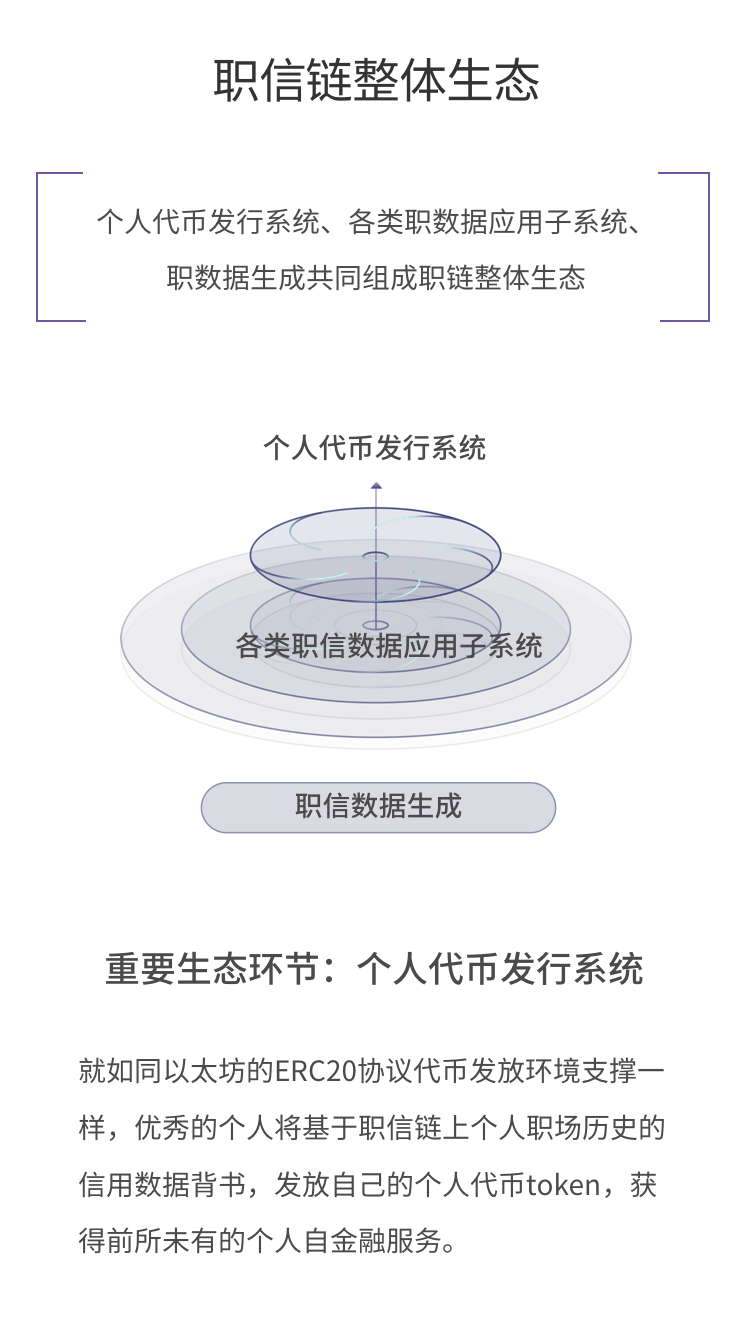 职信链整体生态
个人代币发行系统、各类职数据应用子系统、
职数据生成共同组成职链整体生态
个人代币发行系统
各类职信数据应用子系统
职信数据生成
重要生态环节：个人代币发行系统
就如同以太坊的ERC20协议代币发放环境支撑一
样，优秀的个人将基于职信链上个人职场历史的
信用数据背书，发放自己的个人代币token，获
得前所未有的个人自金融服务。